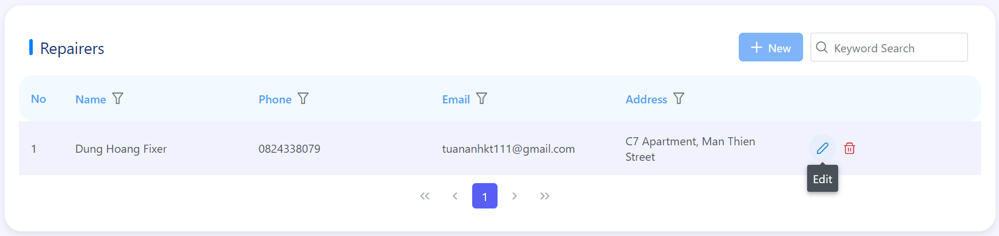 Repairers
New
Keyword Search
No Name Phone Email Address
1 Dung Hoang Fixer 0824338079 tuananhkt111@gmail.com C7 Apartment, Man Thien
Street
Edit
1